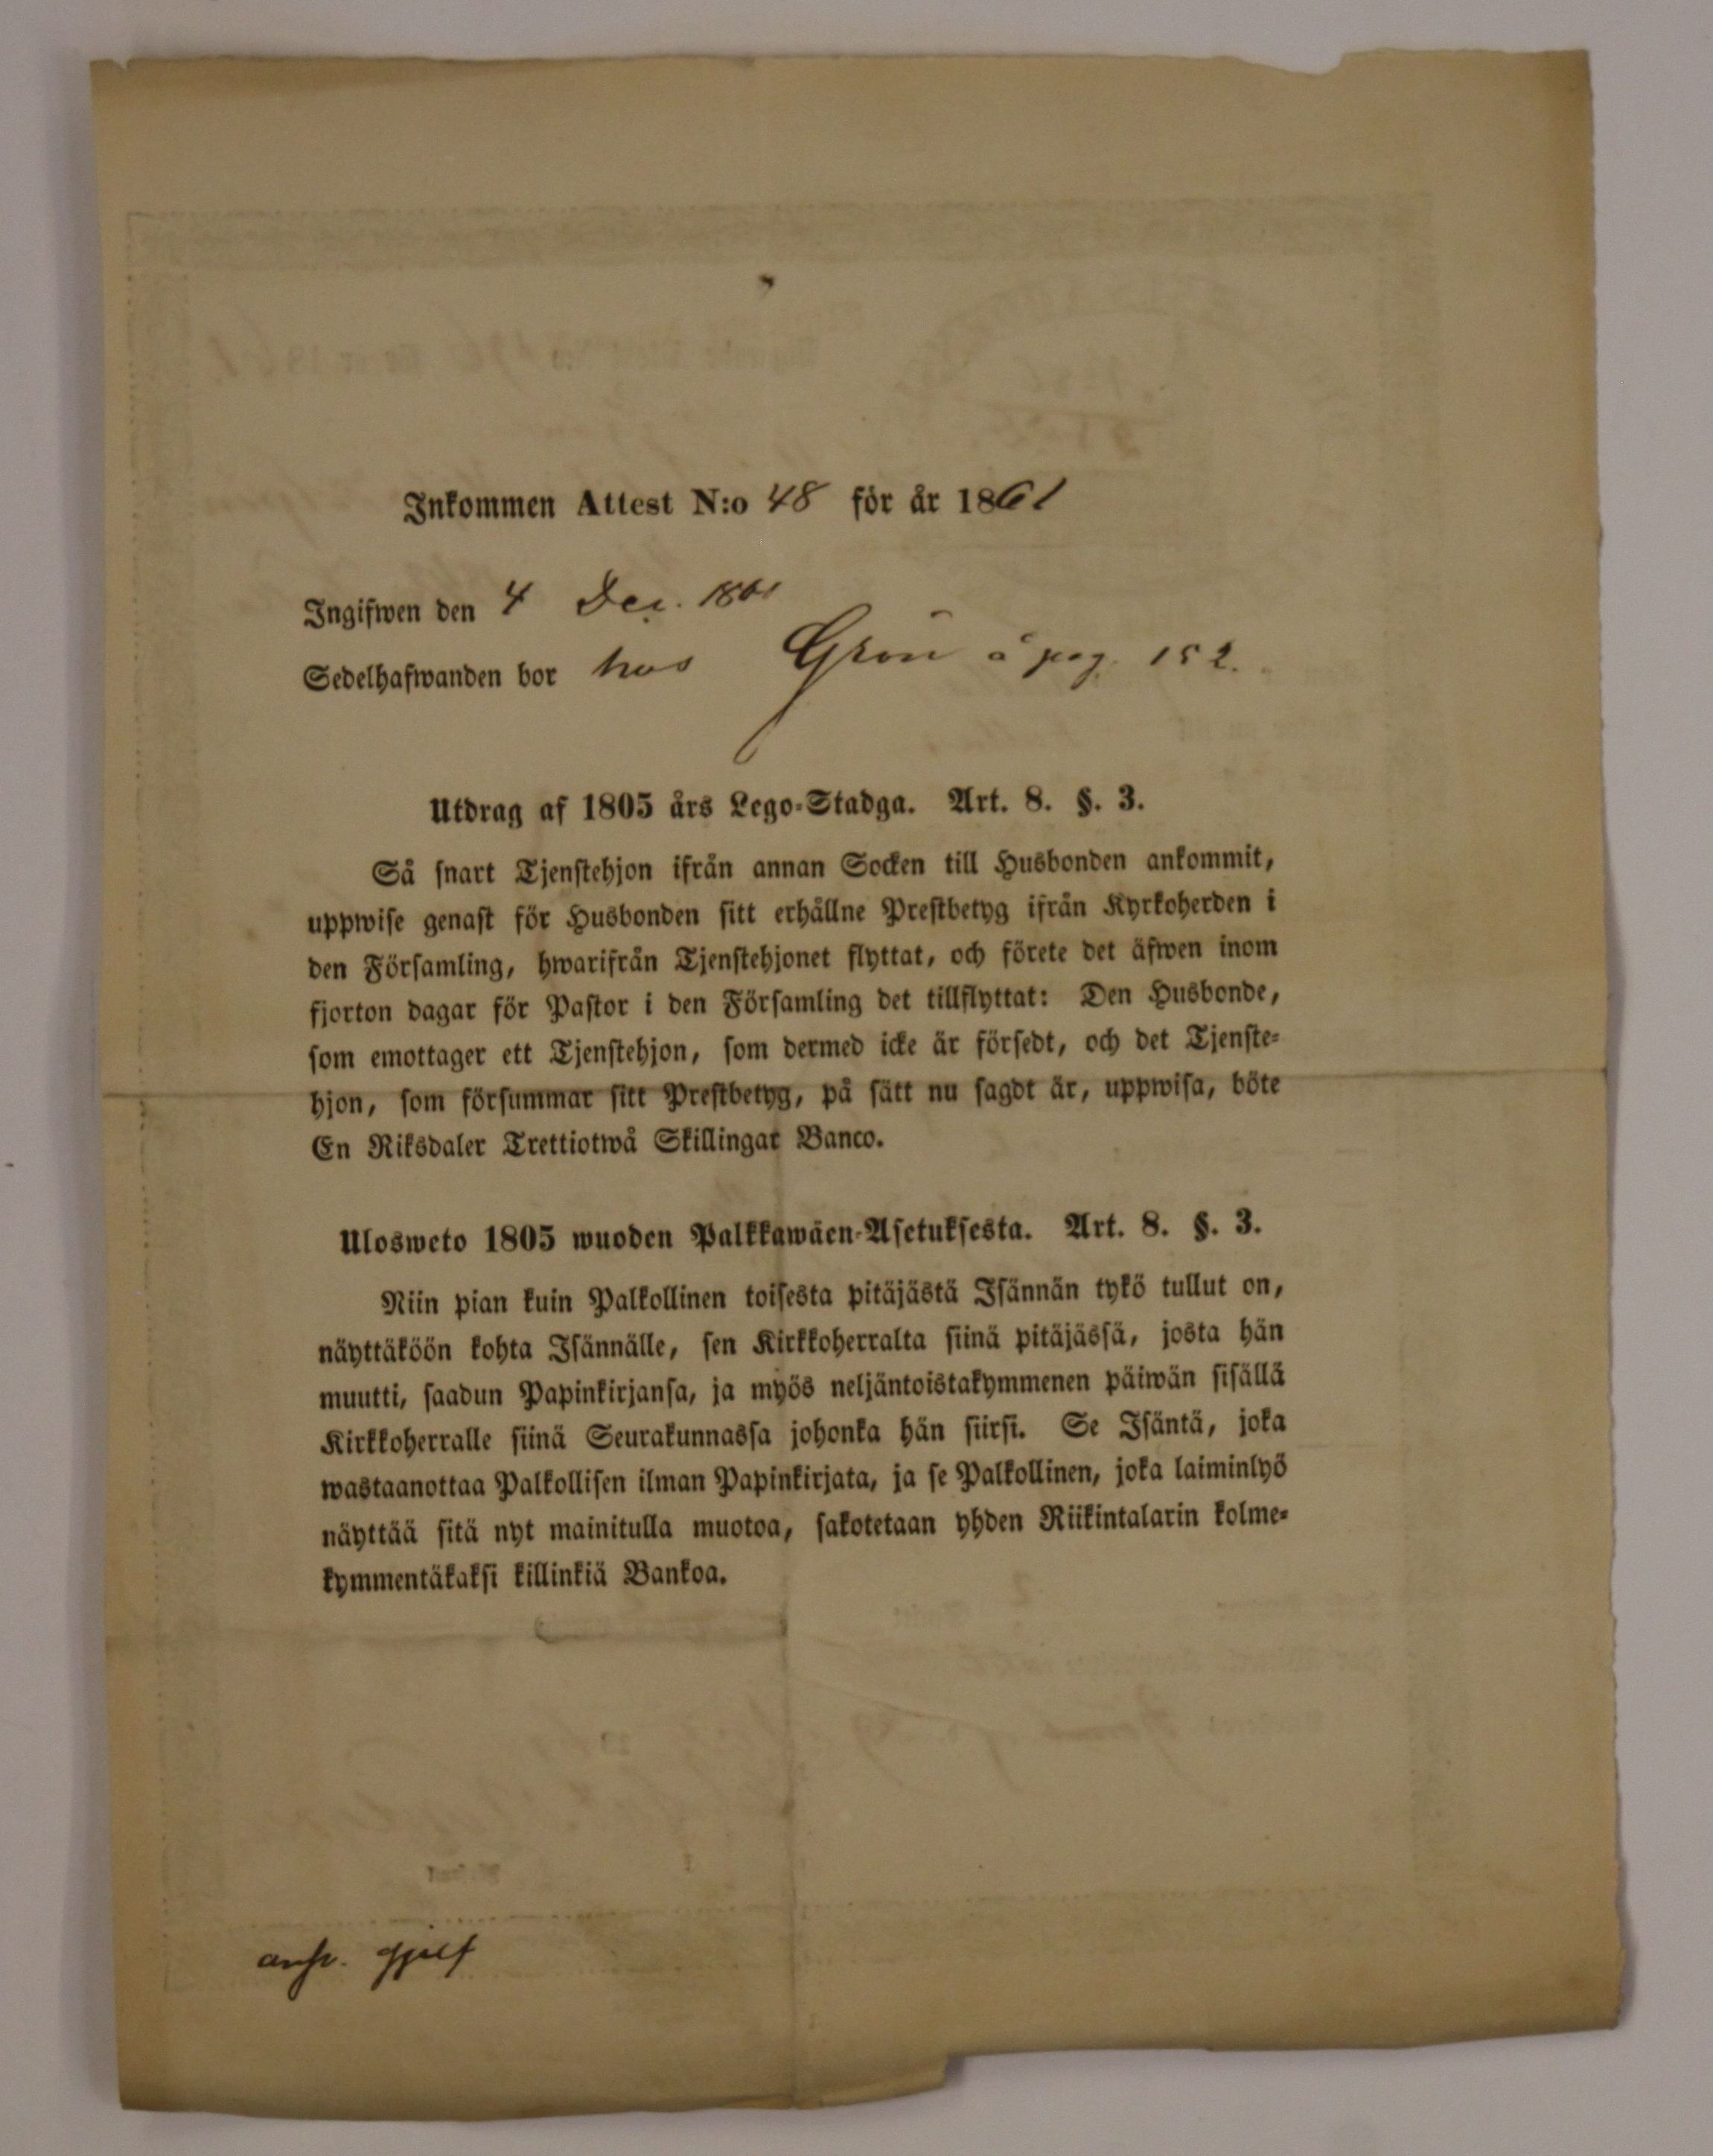 Inkommen Attest N:o 48 för år 1861
Ingifwen den 4 Dec. 1861
Sedelhafwanden bor hos Grön å pag. 152.
Utdrag af 1805 års Lego-Stadga. Art. 8. §. 3.
Så snart Tjenstehjon ifrån annan Socken till Husbonden ankommit,
uppwise genast för Husbonden sitt erhållne Prestbetyg ifrån Kyrkoherden i
den Församling, hwarifrån Tjenstehjonet flyttat, och förete det äfwen inom
fjorton dagar för Pastor i den Församling det tillflyttat: Den Husbonde,
som emottager ett Tjenstehjon, som dermed icke är försedt, och det Tjenste-
hjon, som försummar sitt Prestbetyg, på sätt nu sagdt är, uppwisa, böte
En Riksdaler Trettiotwå Skillingar Banco.
Ulosweto 1805 wuoden Palkkawäen-Asetuksesta. Art. 8. §. 3.
Niin pian kuin Palkollinen toisesta pitäjästä Isännän tykö tullut on,
näyttäköön kohta Isännälle, sen Kirkkoherralta siinä pitäjässä, josta hän
muutti, saadun Papinkirjansa, ja myös neljäntoistakymmenen päiwän sisällä
Kirkkoherralle siinä Seurakunnassa johonka hän siirsi. Se Isäntä, joka
wastaanottaa Palkollisen ilman Papinkirjata, ja se Palkollinen, joka laiminlyö
näyttää sitä nyt mainitulla muotoa, sakotetaan yhden Riikintalarin kolme-
kymmentäkaksi killinkiä Bankoa.